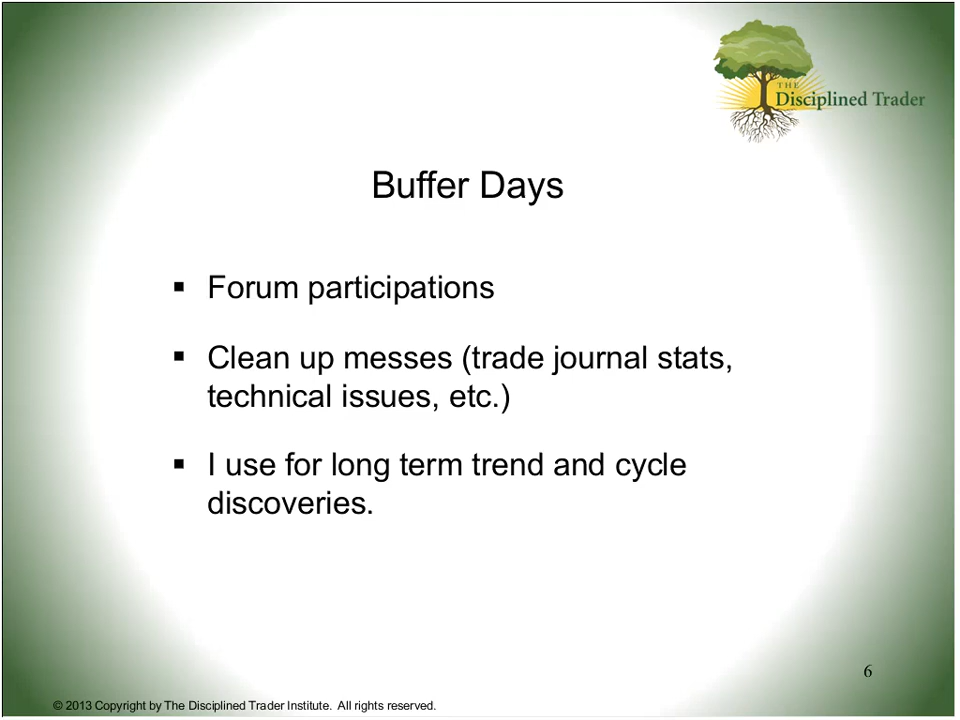 THE
Disciplined Trader
Buffer Days
▪ Forum participations
▪ Clean up messes (trade journal stats,
technical issues, etc.)
▪ I use for long term trend and cycle
discoveries.
6
© 2013 Copyright by The Disciplined Trader Institute.  All rights reserved.